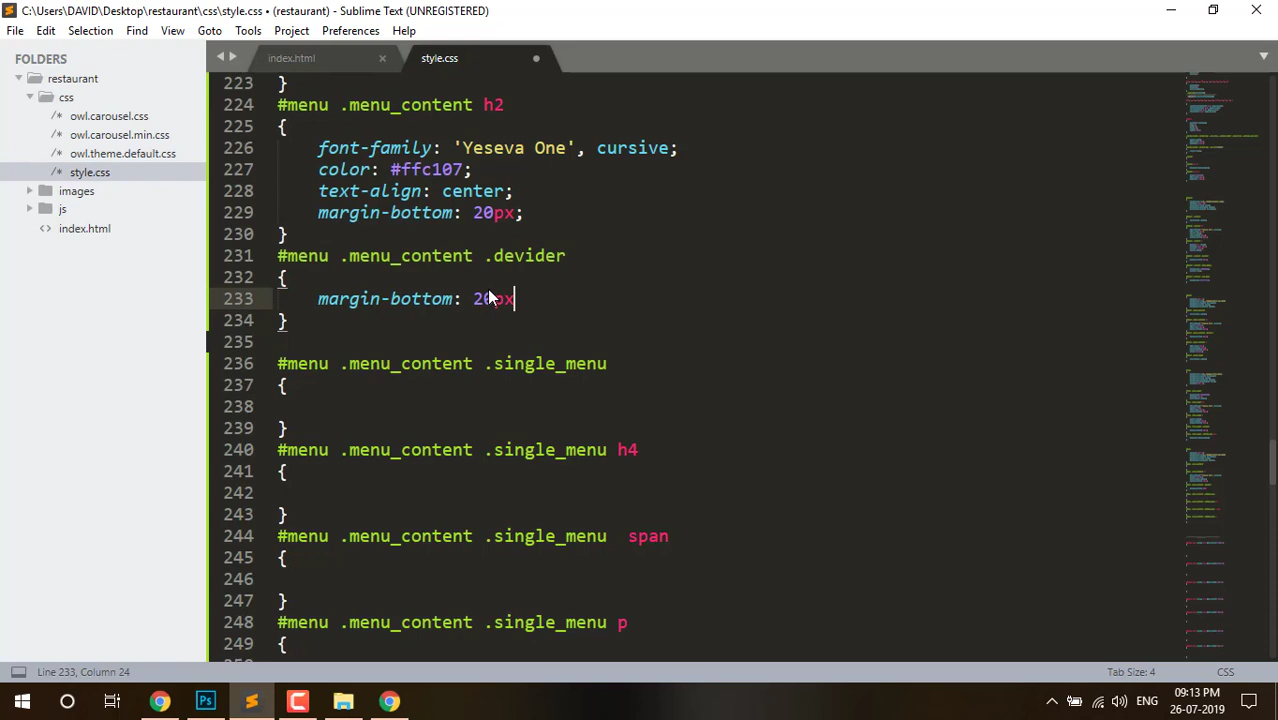 C:\Users\DAVID\Desktop\restaurant\css\style.css • (restaurant) - Sublime Text (UNREGISTERED)
File Edit Selection Find View Goto Tools Project Preferences Help
FOLDERS
restaurant
css
/* owl.carousel.css
/* owl.carousel.min.css
/* owl.theme.default.css
/* style.css
images
js
<> index.html
index.html
style.css
223 }
224 #menu .menu_content h2
225 {
226 font-family: 'Yeseva One', cursive;
227 color: #ffc107;
228 text-align: center;
229 margin-bottom: 20px;
230 }
231 #menu .menu_content .devider
232 {
233 margin-bottom: 20px
234 }
235
236 #menu .menu_content .single_menu
237 {
238
239 }
240 #menu .menu_content .single_menu h4
241 {
242
243 }
244 #menu .menu_content .single_menu  span
245 {
246
247 }
248 #menu .menu_content .single_menu p
249 {
Line 233, Column 24
Tab Size: 4
CSS
Ps
ENG
09:13 PM
26-07-2019